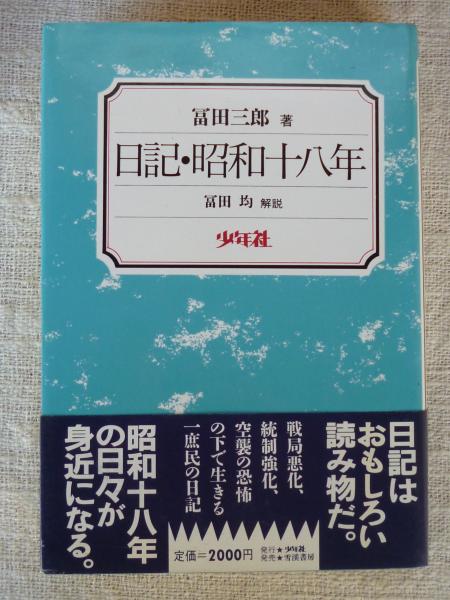 冨田三郎 著
日記・昭和十八年
冨田 均 解説
少年社
日記は
おもしろい
読み物だ。
戦局悪化、
統制強化、
空襲の恐怖
の下で生きる
一庶民の日記
昭和十八年
の日々が
身近になる。
定価=2000円
発行★少年社
発売★雪渓書房